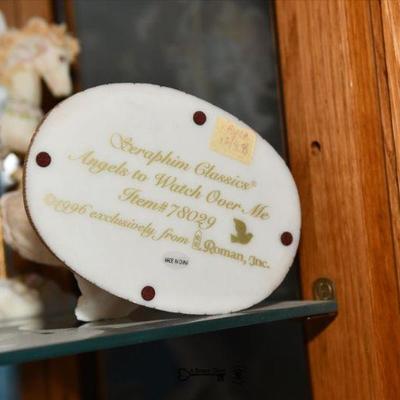 Seraphim Classics®
Angels to Watch Over Me
Item# 78029
©1996 exclusively from Roman, Inc.
MADE IN CHINA